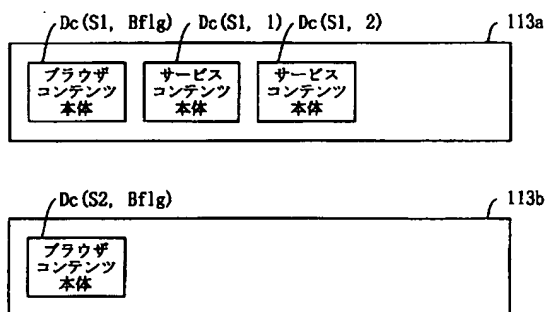 Dc(S1, Bflg) Dc(S1, 1) Dc(S1, 2) 113a
ブラウザ
コンテンツ
本体
サービス
コンテンツ
本体
サービス
コンテンツ
本体
Dc(S2, Bflg) 113b
ブラウザ
コンテンツ
本体